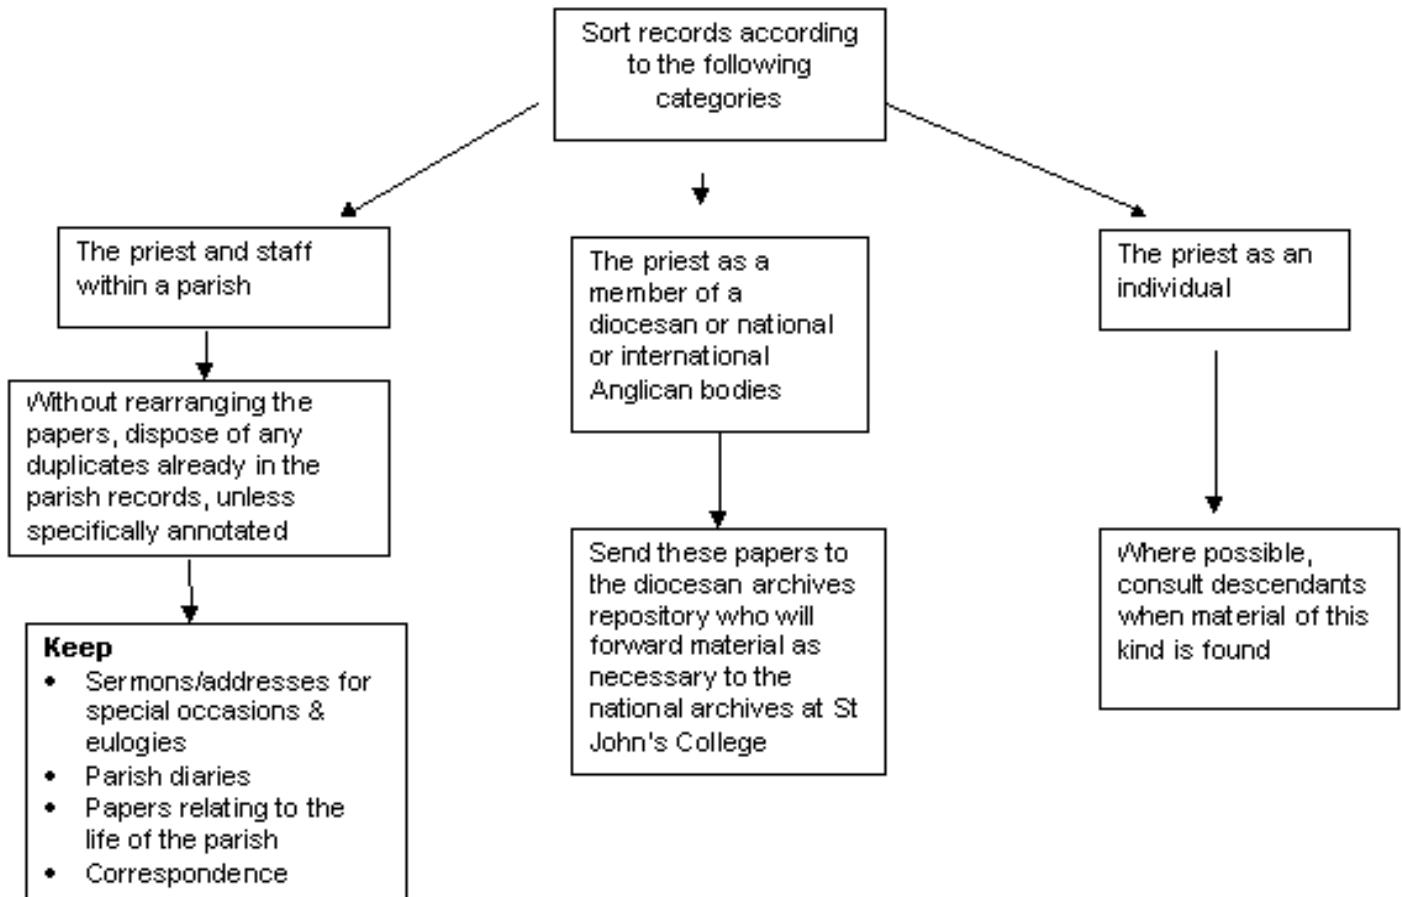 Sort records according
to the following
categories
The priest and staff
within a parish
Without rearranging the
papers, dispose of any
duplicates already in the
parish records, unless
specifically annotated
Keep
• Sermons/addresses for
special occasions &
eulogies
• Parish diaries
• Papers relating to the
life of the parish
• Correspondence
The priest as a
member of a
diocesan or national
or international
Anglican bodies
Send these papers to
the diocesan archives
repository who will
forward material as
necessary to the
national archives at St
John's College
The priest as an
individual
Where possible,
consult descendants
when material of this
kind is found